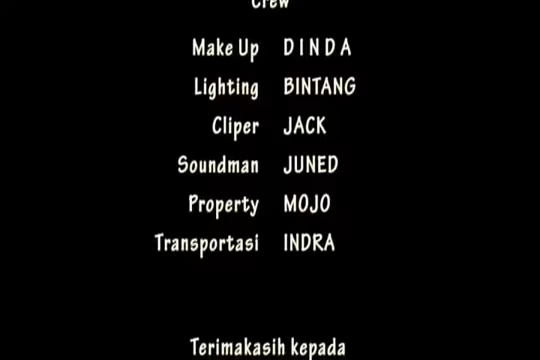 Crew
Make Up D I N D A
Lighting BINTANG
Cliper JACK
Soundman JUNED
Property MOJO
Transportasi INDRA
Terimakasih kepada